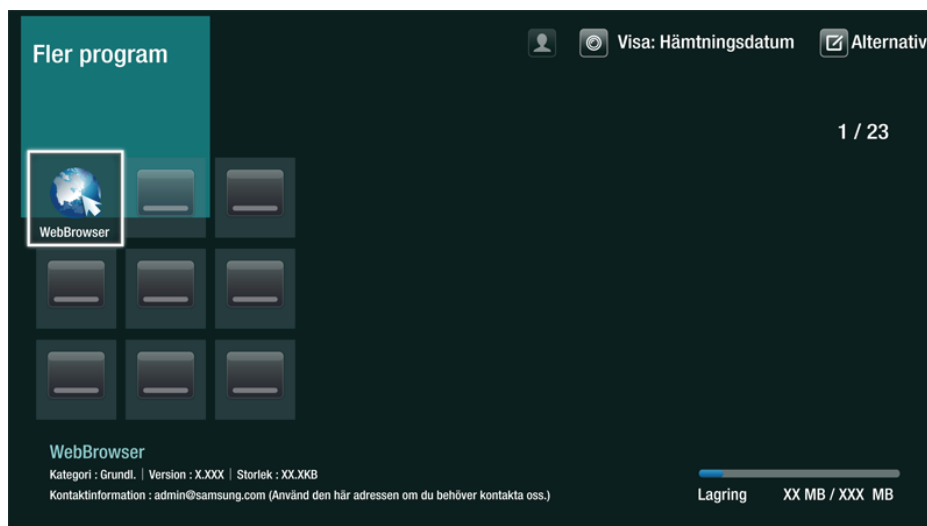 Fler program
Visa: Hämtningsdatum
Alternativ
1 / 23
WebBrowser
WebBrowser
Kategori : Grundl. | Version : X.XXX | Storlek : XX.XKB
Kontaktinformation : admin@samsung.com (Använd den här adressen om du behöver kontakta oss.)
Lagring XX MB / XXX MB